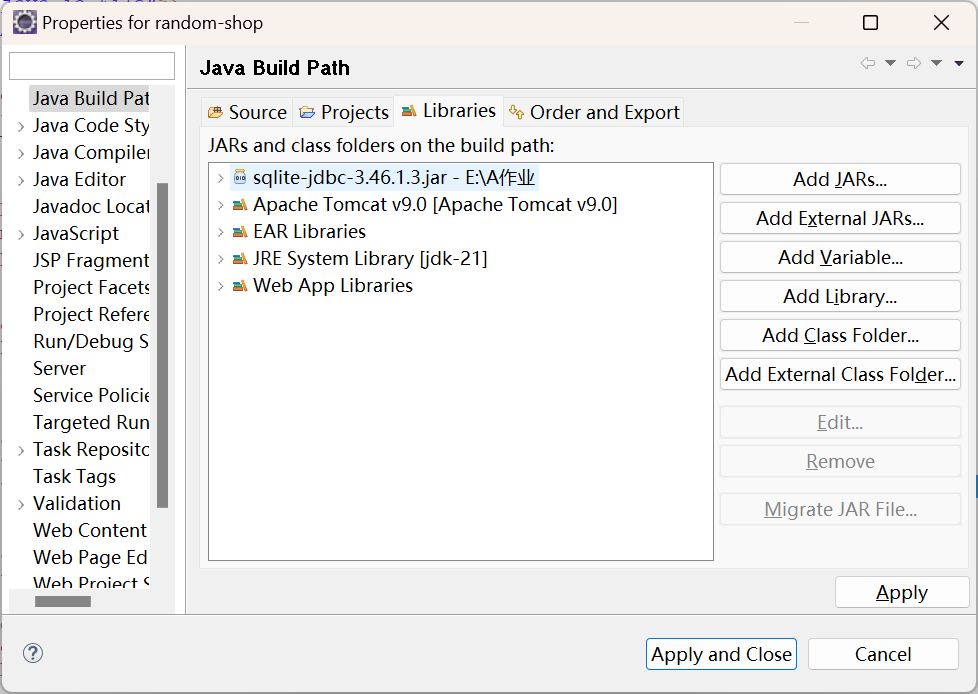 Properties for random-shop
Java Build Pat
Java Code Sty
Java Compiler
Java Editor
Javadoc Locat
JavaScript
JSP Fragment
Project Facets
Project Refere
Run/Debug S
Server
Service Policie
Targeted Run
Task Reposito
Task Tags
Validation
Web Content
Web Page Ed
Web Project S
Java Build Path
Source
Projects
Libraries
Order and Export
JARs and class folders on the build path:
sqlite-jdbc-3.46.1.3.jar - E:\A作业
Apache Tomcat v9.0 [Apache Tomcat v9.0]
EAR Libraries
JRE System Library [jdk-21]
Web App Libraries
Add JARs...
Add External JARs...
Add Variable...
Add Library...
Add Class Folder...
Add External Class Folder...
Edit...
Remove
Migrate JAR File...
Apply
Apply and Close
Cancel